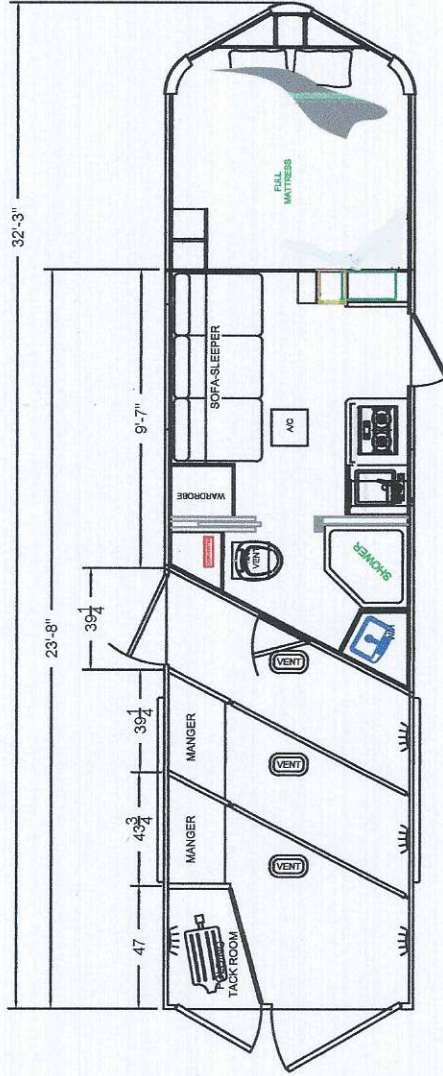 32'-3"
23'-8"
9'-7"
39 1/4
39 1/4
43 3/4
47
FULL
MATTRESS
SOFA-SLEEPER
A/C
WARDROBE
VENT
SHOWER
VENT
MANGER
VENT
MANGER
VENT
TACK ROOM